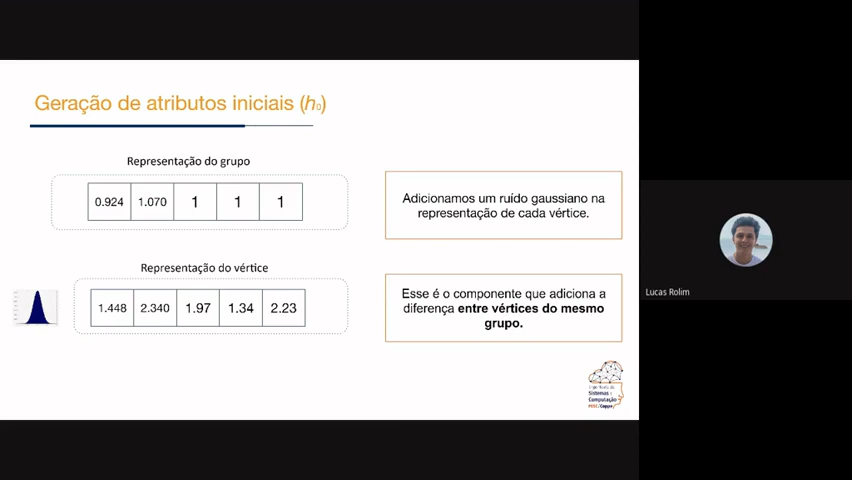 Geração de atributos iniciais (h0)
Representação do grupo
0.924 1.070 1 1 1
Adicionamos um ruído gaussiano na
representação de cada vértice.
Representação do vértice
1.448 2.340 1.97 1.34 2.23
Esse é o componente que adiciona a
diferença entre vértices do mesmo
grupo.
Lucas Rolim
Sistemas e
Computação